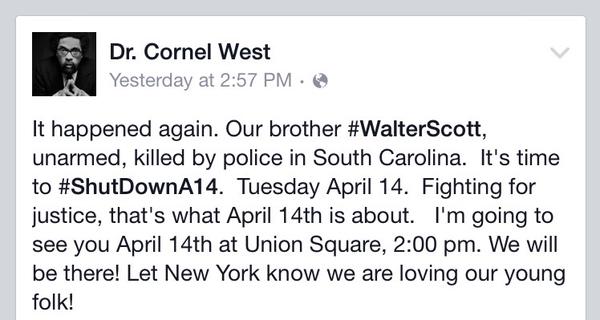 Dr. Cornel West
Yesterday at 2:57 PM ·
It happened again. Our brother #WalterScott,
unarmed, killed by police in South Carolina.  It's time
to #ShutDownA14.  Tuesday April 14.  Fighting for
justice, that's what April 14th is about.   I'm going to
see you April 14th at Union Square, 2:00 pm. We will
be there! Let New York know we are loving our young
folk!